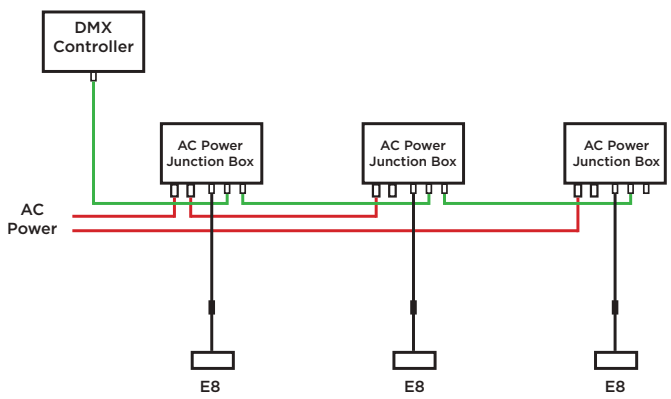 DMX
Controller
AC Power
Junction Box
AC Power
Junction Box
AC Power
Junction Box
AC
Power
E8
E8
E8